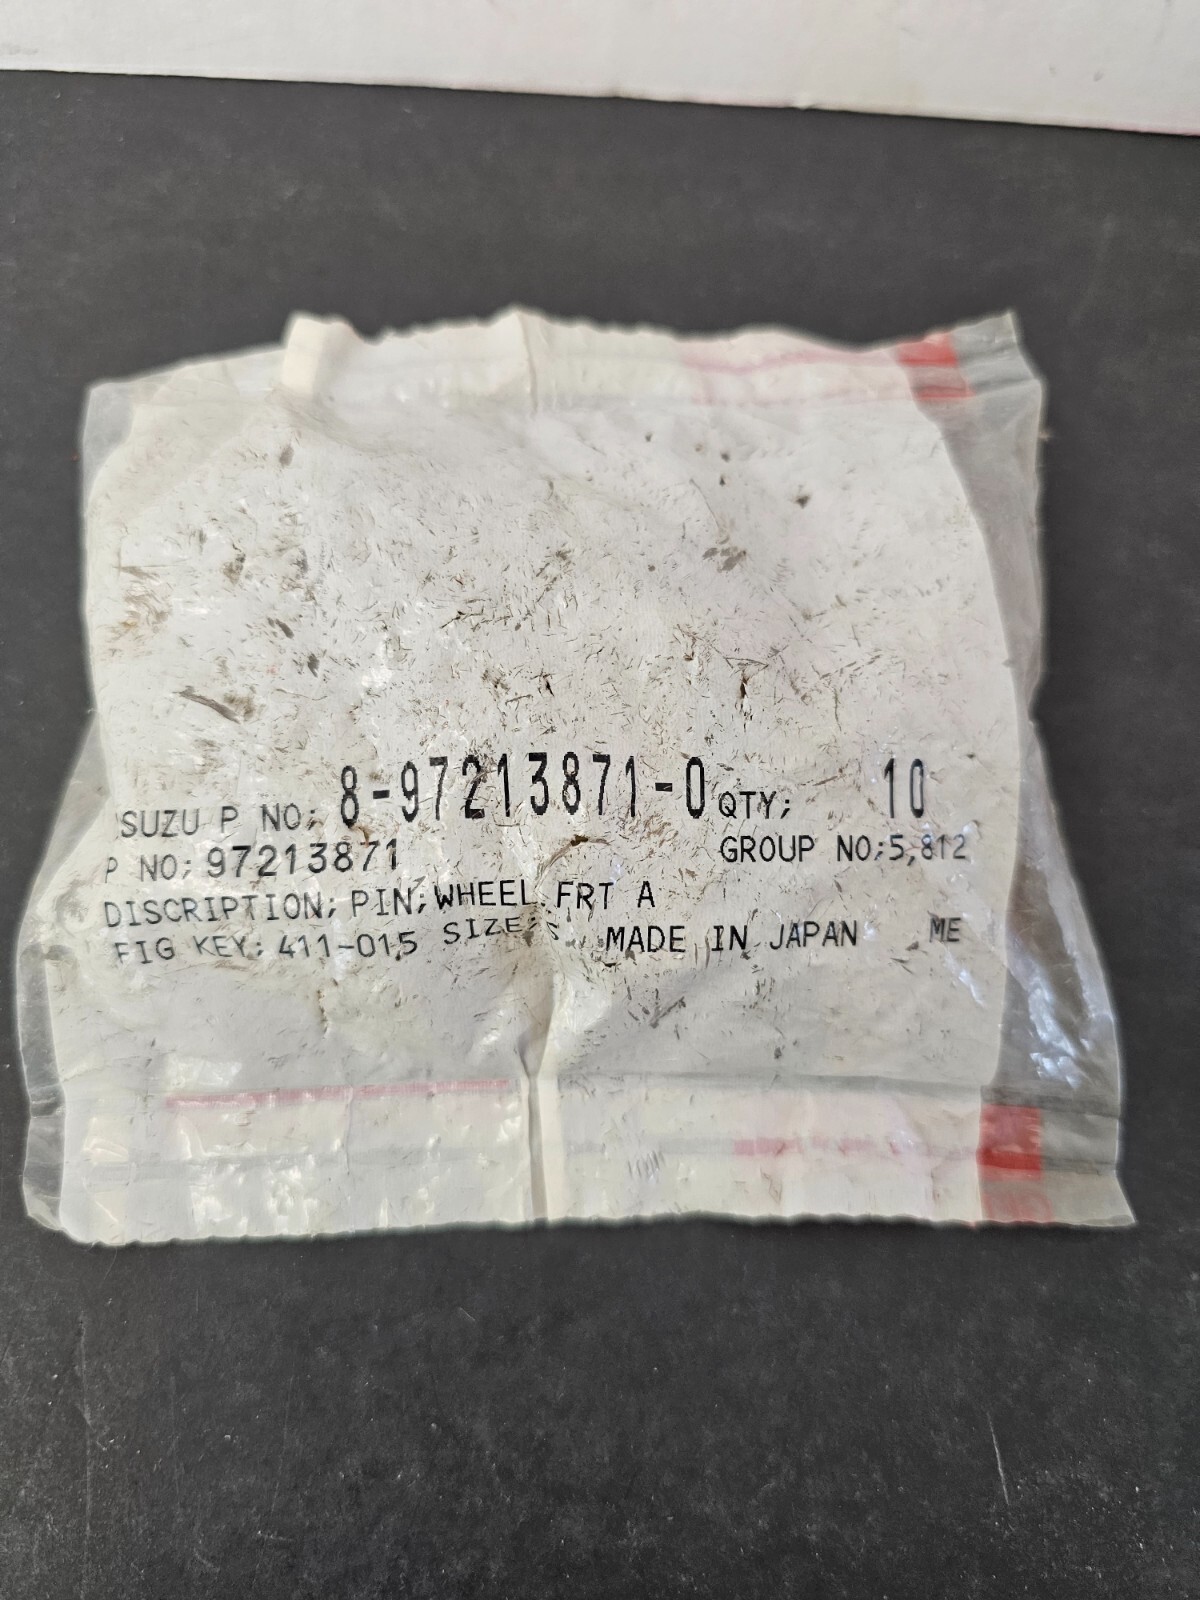 ISUZU P NO; 8-97213871-0 QTY; 10
P NO; 97213871 GROUP NO;5,812
DISCRIPTION; PIN; WHEEL FRT A
FIG KEY; 411-015 SIZE; MADE IN JAPAN ME